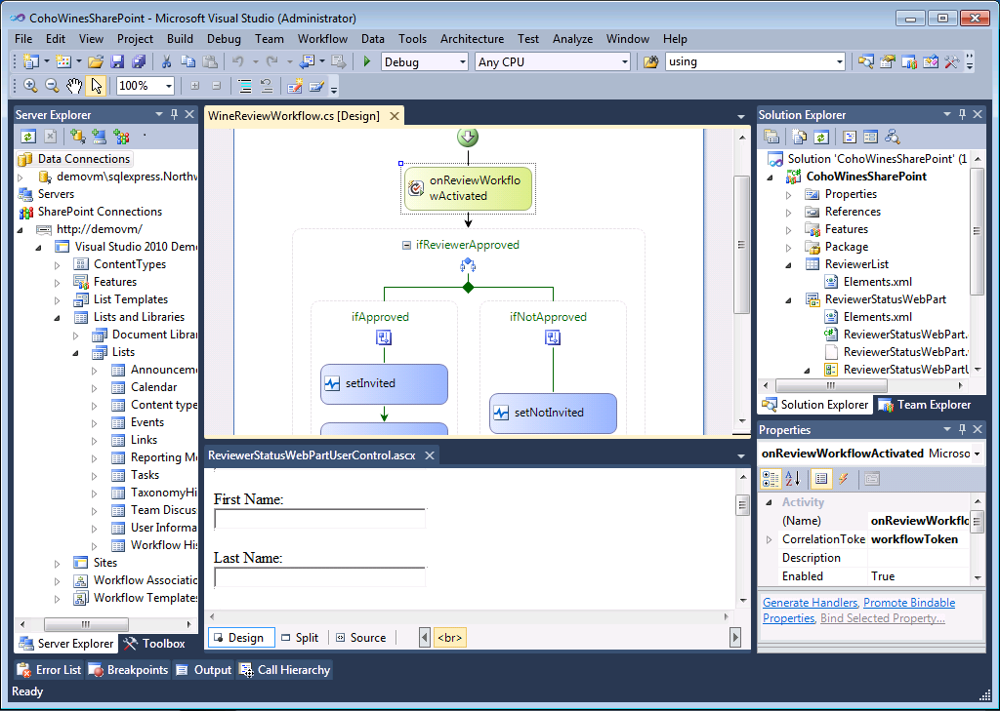 CohoWinesSharePoint - Microsoft Visual Studio (Administrator)
File Edit View Project Build Debug Team Workflow Data Tools Architecture Test Analyze Window Help
Debug Any CPU using
100%
Server Explorer
Data Connections
demovm\sqlexpress.Northw
Servers
SharePoint Connections
http://demovm/
Visual Studio 2010 Demo
ContentTypes
Features
List Templates
Lists and Libraries
Document Librar
Lists
Announcem
Calendar
Content type
Events
Links
Reporting M
Tasks
TaxonomyHi
Team Discus
User Informa
Workflow His
Sites
Workflow Associatio
Workflow Templates
Server Explorer Toolbox
WineReviewWorkflow.cs [Design]
onReviewWorkflo
wActivated
ifReviewerApproved
ifApproved ifNotApproved
setInvited
setNotInvited
ReviewerStatusWebPartUserControl.ascx
First Name:
Last Name:
Design Split Source <br>
Solution Explorer
Solution 'CohoWinesSharePoint' (1
CohoWinesSharePoint
Properties
References
Features
Package
ReviewerList
Elements.xml
ReviewerStatusWebPart
Elements.xml
ReviewerStatusWebPart.
ReviewerStatusWebPart.
ReviewerStatusWebPartU
Solution Explorer Team Explorer
Properties
onReviewWorkflowActivated Microso
Activity
(Name) onReviewWorkflo
CorrelationToke workflowToken
Description
Enabled True
Generate Handlers, Promote Bindable
Properties, Bind Selected Property...
Error List Breakpoints Output Call Hierarchy
Ready